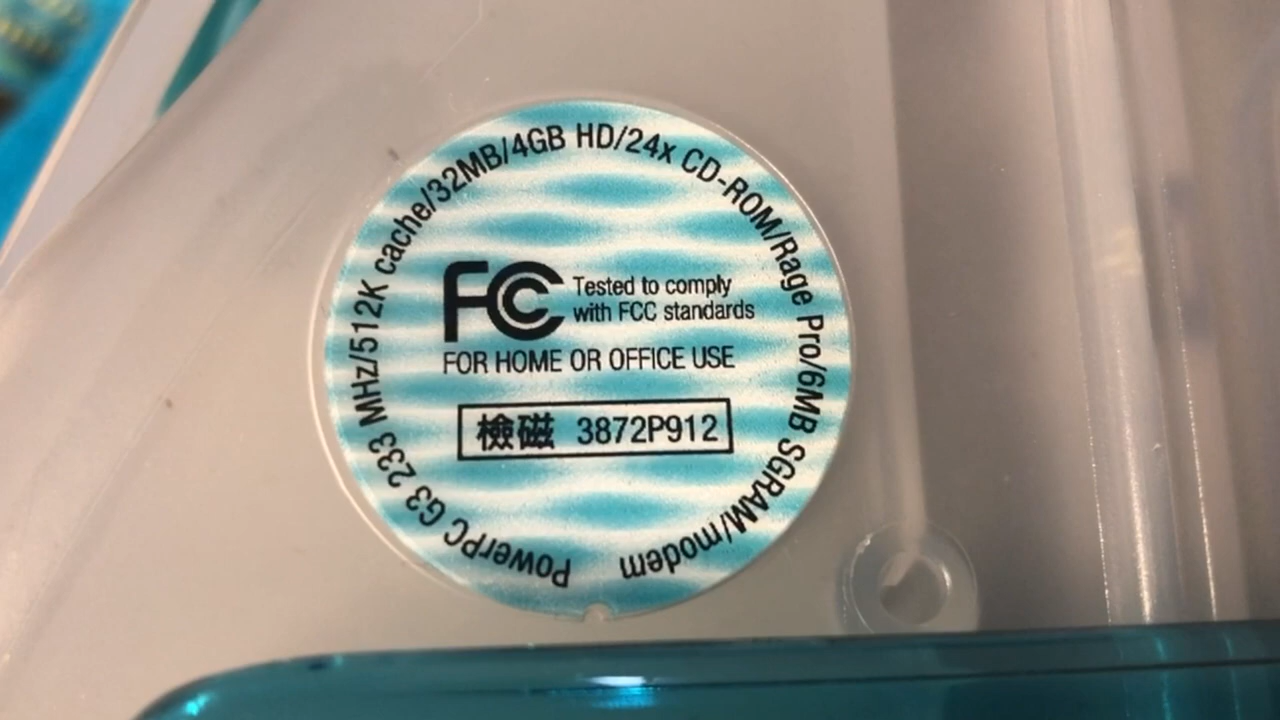 PowerPC G3 233 MHz/512K cache/32MB/4GB HD/24x CD-ROM/Rage Pro/6MB SGRAM/modem
FC Tested to comply
with FCC standards
FOR HOME OR OFFICE USE
檢磁 3872P912